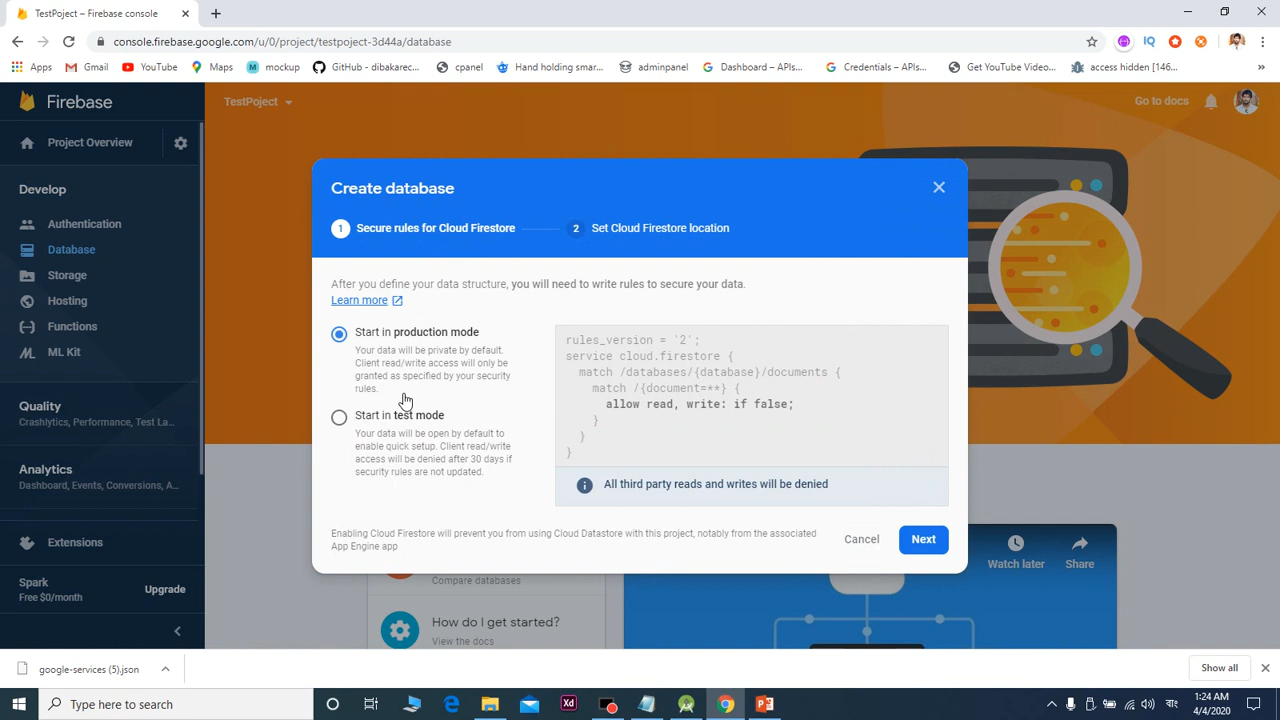 TestPoject – Firebase console
console.firebase.google.com/u/0/project/testpoject-3d44a/database
Apps
Gmail
YouTube
Maps
mockup
GitHub - dibakarec...
cpanel
Hand holding smar...
adminpanel
Dashboard – APIs...
Credentials – APIs...
Get YouTube Video...
access hidden [146...
»
Firebase
TestPoject
Go to docs
Project Overview
Develop
Authentication
Database
Storage
Hosting
Functions
ML Kit
Quality
Crashlytics, Performance, Test La...
Analytics
Dashboard, Events, Conversions, A...
Extensions
Spark
Free $0/month
Upgrade
Create database
1 Secure rules for Cloud Firestore
2 Set Cloud Firestore location
After you define your data structure, you will need to write rules to secure your data.
Learn more
Start in production mode
Your data will be private by default.
Client read/write access will only be
granted as specified by your security
rules.
Start in test mode
Your data will be open by default to
enable quick setup. Client read/write
access will be denied after 30 days if
security rules are not updated.
rules_version = '2';
service cloud.firestore {
match /databases/{database}/documents {
match /{document=**} {
allow read, write: if false;
}
}
}
All third party reads and writes will be denied
Enabling Cloud Firestore will prevent you from using Cloud Datastore with this project, notably from the associated
App Engine app
Cancel
Next
Compare databases
How do I get started?
View the docs
Watch later
Share
google-services (5).json
Show all
Type here to search
1:24 AM
4/4/2020